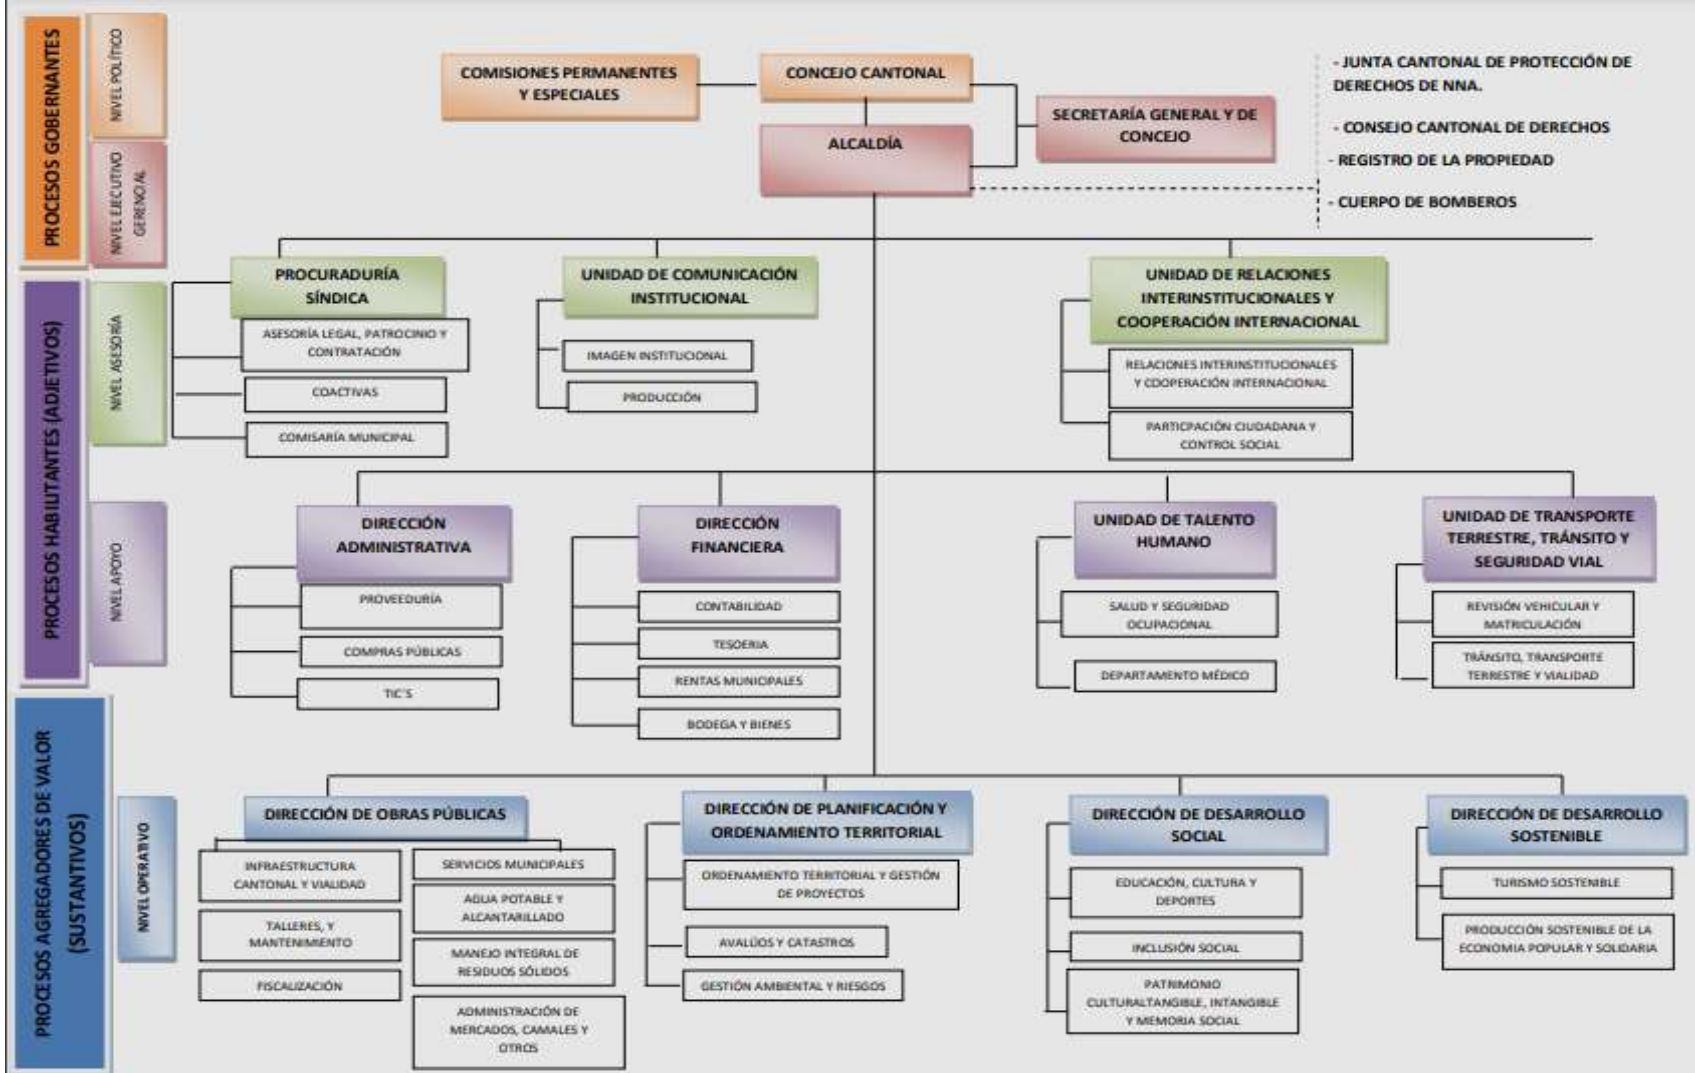 PROCESOS GOBERNANTES
NIVEL POLÍTICO
NIVEL EJECUTIVO
GERENCIAL
COMISIONES PERMANENTES
Y ESPECIALES
CONCEJO CANTONAL
ALCALDÍA
SECRETARÍA GENERAL Y DE
CONCEJO
- JUNTA CANTONAL DE PROTECCIÓN DE
DERECHOS DE NNA.
- CONSEJO CANTONAL DE DERECHOS
- REGISTRO DE LA PROPIEDAD
- CUERPO DE BOMBEROS
PROCESOS HABILITANTES (ADJETIVOS)
NIVEL ASESORÍA
PROCURADURÍA
SÍNDICA
ASESORÍA LEGAL, PATROCINIO Y
CONTRATACIÓN
COACTIVAS
COMISARÍA MUNICIPAL
UNIDAD DE COMUNICACIÓN
INSTITUCIONAL
IMAGEN INSTITUCIONAL
PRODUCCIÓN
UNIDAD DE RELACIONES
INTERINSTITUCIONALES Y
COOPERACIÓN INTERNACIONAL
RELACIONES INTERINSTITUCIONALES
Y COOPERACIÓN INTERNACIONAL
PARTICPACIÓN CIUDADANA Y
CONTROL SOCIAL
NIVEL APOYO
DIRECCIÓN
ADMINISTRATIVA
PROVEEDURÍA
COMPRAS PÚBLICAS
TIC´S
DIRECCIÓN
FINANCIERA
CONTABILIDAD
TESOERIA
RENTAS MUNICIPALES
BODEGA Y BIENES
UNIDAD DE TALENTO
HUMANO
SALUD Y SEGURIDAD
OCUPACIONAL
DEPARTAMENTO MÉDICO
UNIDAD DE TRANSPORTE
TERRESTRE, TRÁNSITO Y
SEGURIDAD VIAL
REVISIÓN VEHICULAR Y
MATRICULACIÓN
TRÁNSITO, TRANSPORTE
TERRESTRE Y VIALIDAD
PROCESOS AGREGADORES DE VALOR
(SUSTANTIVOS)
NIVEL OPERATIVO
DIRECCIÓN DE OBRAS PÚBLICAS
INFRAESTRUCTURA
CANTONAL Y VIALIDAD
TALLERES, Y
MANTENIMIENTO
FISCALIZACIÓN
SERVICIOS MUNICIPALES
AGUA POTABLE Y
ALCANTARILLADO
MANEJO INTEGRAL DE
RESIDUOS SÓLIDOS
ADMINISTRACIÓN DE
MERCADOS, CAMALES Y
OTROS
DIRECCIÓN DE PLANIFICACIÓN Y
ORDENAMIENTO TERRITORIAL
ORDENAMIENTO TERRITORIAL Y GESTIÓN
DE PROYECTOS
AVALÚOS Y CATASTROS
GESTIÓN AMBIENTAL Y RIESGOS
DIRECCIÓN DE DESARROLLO
SOCIAL
EDUCACIÓN, CULTURA Y
DEPORTES
INCLUSIÓN SOCIAL
PATRIMONIO
CULTURALTANGIBLE, INTANGIBLE
Y MEMORIA SOCIAL
DIRECCIÓN DE DESARROLLO
SOSTENIBLE
TURISMO SOSTENIBLE
PRODUCCIÓN SOSTENIBLE DE LA
ECONOMIA POPULAR Y SOLIDARIA